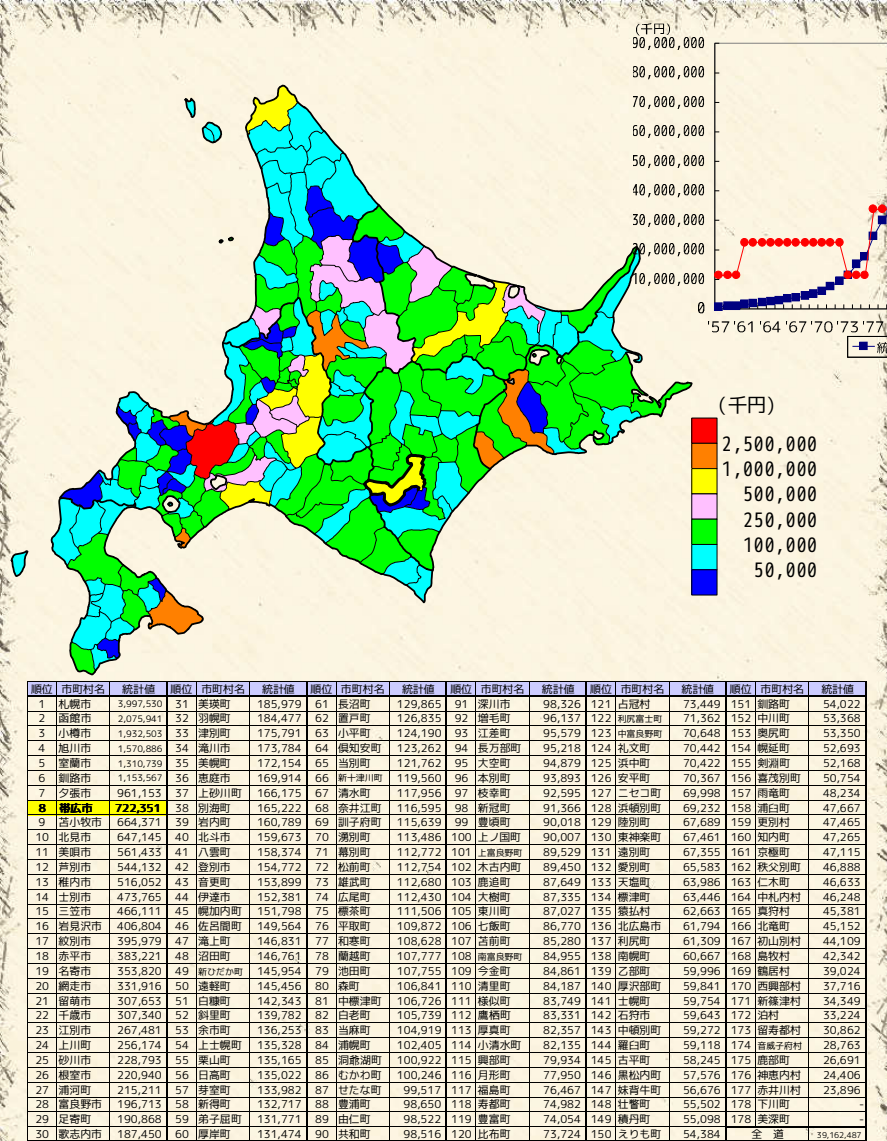 (千円)
90,000,000
80,000,000
70,000,000
60,000,000
50,000,000
40,000,000
30,000,000
20,000,000
10,000,000
0
'57 '61 '64 '67 '70 '73 '77
統
(千円)
2,500,000
1,000,000
500,000
250,000
100,000
50,000
順位 市町村名 統計値 順位 市町村名 統計値 順位 市町村名 統計値 順位 市町村名 統計値 順位 市町村名 統計値 順位 市町村名 統計値
1 札幌市 3,997,530 31 美瑛町 185,979 61 長沼町 129,865 91 深川市 98,326 121 占冠村 73,449 151 釧路町 54,022
2 函館市 2,075,941 32 羽幌町 184,477 62 置戸町 126,835 92 増毛町 96,137 122 利尻富士町 71,362 152 中川町 53,368
3 小樽市 1,932,503 33 津別町 175,791 63 小平町 124,190 93 江差町 95,579 123 中富良野町 70,648 153 奥尻町 53,350
4 旭川市 1,570,886 34 滝川市 173,784 64 倶知安町 123,262 94 長万部町 95,218 124 礼文町 70,442 154 幌延町 52,693
5 室蘭市 1,310,739 35 美幌町 172,154 65 当別町 121,762 95 大空町 94,879 125 浜中町 70,422 155 剣淵町 52,168
6 釧路市 1,153,567 36 恵庭市 169,914 66 新十津川町 119,560 96 本別町 93,893 126 安平町 70,367 156 喜茂別町 50,754
7 夕張市 961,153 37 上砂川町 166,175 67 清水町 117,956 97 枝幸町 92,595 127 ニセコ町 69,998 157 雨竜町 48,234
8 帯広市 722,351 38 別海町 165,222 68 奈井江町 116,595 98 新冠町 91,366 128 浜頓別町 69,232 158 浦臼町 47,667
9 苫小牧市 664,371 39 岩内町 160,789 69 訓子府町 115,639 99 豊頃町 90,018 129 陸別町 67,689 159 更別村 47,465
10 北見市 647,145 40 北斗市 159,673 70 湧別町 113,486 100 上ノ国町 90,007 130 東神楽町 67,461 160 知内町 47,265
11 美唄市 561,433 41 八雲町 158,374 71 幕別町 112,772 101 上富良野町 89,529 131 遠別町 67,355 161 京極町 47,115
12 芦別市 544,132 42 登別市 154,772 72 松前町 112,754 102 木古内町 89,450 132 愛別町 65,583 162 秩父別町 46,888
13 稚内市 516,052 43 音更町 153,899 73 雄武町 112,680 103 鹿追町 87,649 133 天塩町 63,986 163 仁木町 46,633
14 士別市 473,765 44 伊達市 152,381 74 広尾町 112,430 104 大樹町 87,335 134 標津町 63,446 164 中札内村 46,248
15 三笠市 466,111 45 幌加内町 151,798 75 標茶町 111,506 105 東川町 87,027 135 猿払村 62,663 165 真狩村 45,381
16 岩見沢市 406,804 46 佐呂間町 149,564 76 平取町 109,872 106 七飯町 86,770 136 北広島市 61,794 166 北竜町 45,152
17 紋別市 395,979 47 滝上町 146,831 77 和寒町 108,628 107 苫前町 85,280 137 利尻町 61,309 167 初山別村 44,109
18 赤平市 383,221 48 沼田町 146,761 78 蘭越町 107,777 108 南富良野町 84,955 138 南幌町 60,667 168 島牧村 42,342
19 名寄市 353,820 49 新ひだか町 145,954 79 池田町 107,755 109 今金町 84,861 139 乙部町 59,996 169 鶴居村 39,024
20 網走市 331,916 50 遠軽町 145,456 80 森町 106,841 110 清里町 84,187 140 厚沢部町 59,841 170 西興部村 37,716
21 留萌市 307,653 51 白糠町 142,343 81 中標津町 106,726 111 様似町 83,749 141 士幌町 59,754 171 新篠津村 34,349
22 千歳市 307,340 52 斜里町 139,782 82 白老町 105,739 112 鷹栖町 83,331 142 石狩市 59,643 172 泊村 33,224
23 江別市 267,481 53 余市町 136,253 83 当麻町 104,919 113 厚真町 82,357 143 中頓別町 59,272 173 留寿都村 30,862
24 上川町 256,174 54 上士幌町 135,328 84 浦幌町 102,405 114 小清水町 82,135 144 羅臼町 59,118 174 音威子府村 28,763
25 砂川市 228,793 55 栗山町 135,165 85 洞爺湖町 100,922 115 興部町 79,934 145 古平町 58,245 175 鹿部町 26,691
26 根室市 220,940 56 日高町 135,022 86 むかわ町 100,246 116 月形町 77,950 146 黒松内町 57,576 176 神恵内村 24,406
27 浦河町 215,211 57 芽室町 133,982 87 せたな町 99,517 117 福島町 76,467 147 妹背牛町 56,676 177 赤井川村 23,896
28 富良野市 196,713 58 新得町 132,717 88 豊浦町 98,650 118 寿都町 74,982 148 壮瞥町 55,502 178 下川町 -
29 足寄町 190,868 59 弟子屈町 131,771 89 由仁町 98,522 119 豊富町 74,054 149 積丹町 55,098 178 美深町 -
30 歌志内市 187,450 60 厚岸町 131,474 90 共和町 98,516 120 比布町 73,724 150 えりも町 54,384 全 道 39,162,487